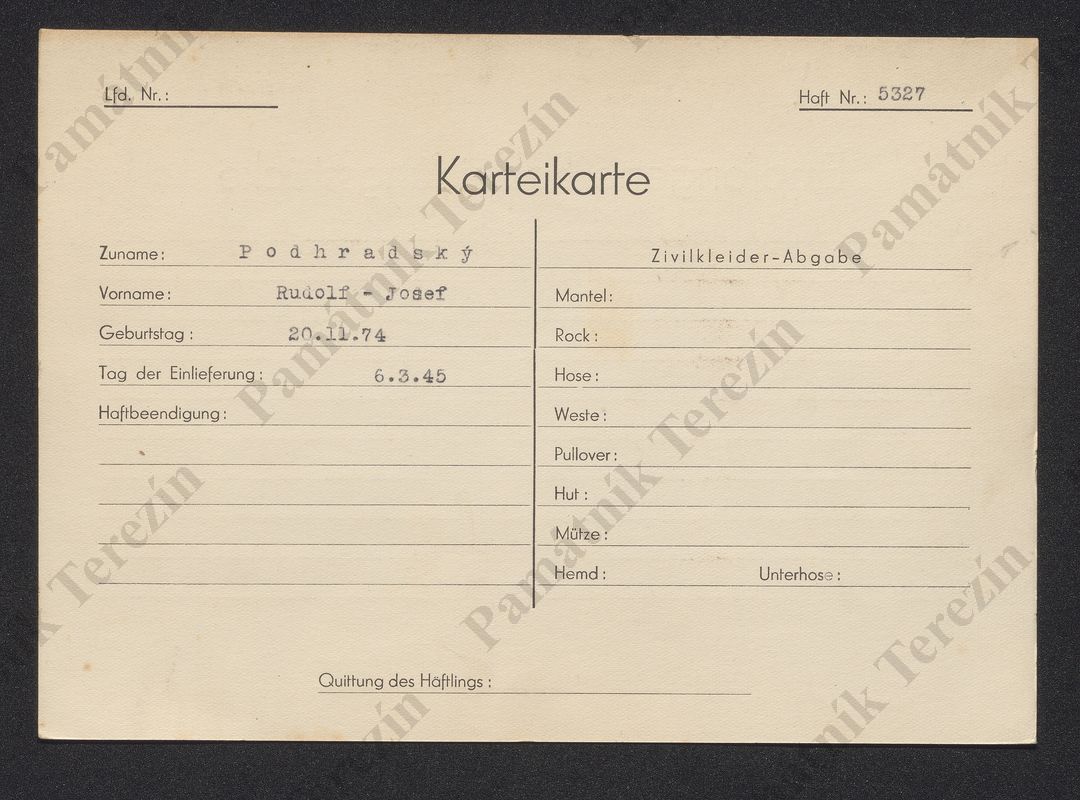 Lfd. Nr.:
Haft Nr.: 5327
Karteikarte
Zuname: Podhradský
Vorname: Rudolf - Josef
Geburtstag: 20.11.74
Tag der Einlieferung: 6.3.45
Haftbeendigung:
Zivilkleider-Abgabe
Mantel:
Rock:
Hose:
Weste:
Pullover:
Hut:
Mütze:
Hemd: Unterhose:
Quittung des Häftlings:
Památník Terezín